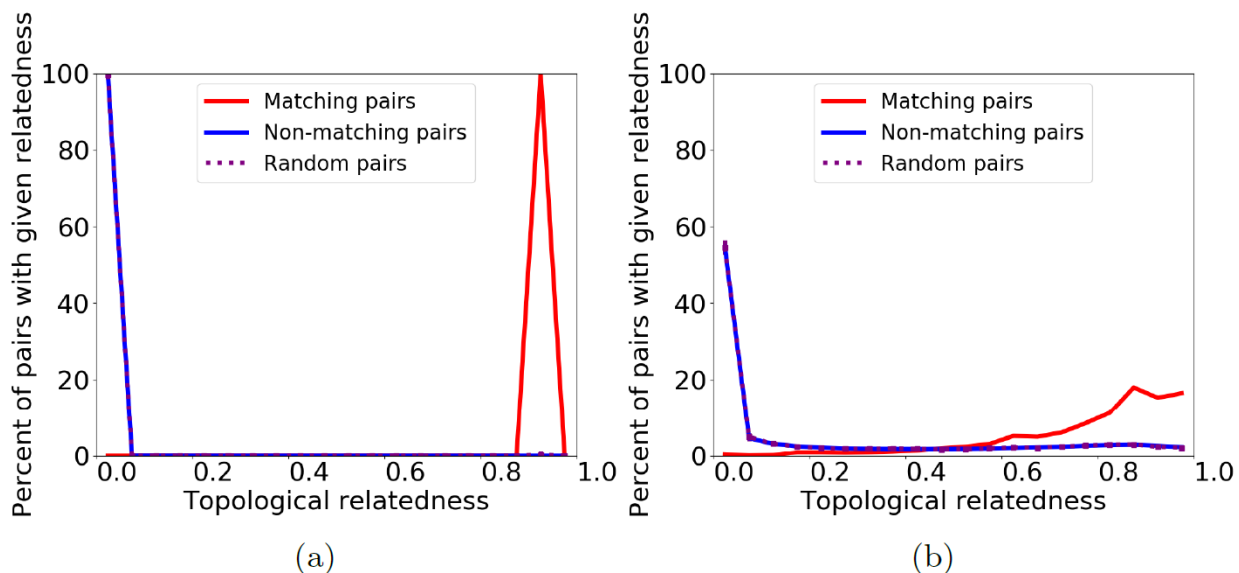 Percent of pairs with given relatedness
100
80
60
40
20
0
Matching pairs
Non-matching pairs
Random pairs
0.0 0.2 0.4 0.6 0.8 1.0
Topological relatedness
(a)
Percent of pairs with given relatedness
100
80
60
40
20
0
Matching pairs
Non-matching pairs
Random pairs
0.0 0.2 0.4 0.6 0.8 1.0
Topological relatedness
(b)